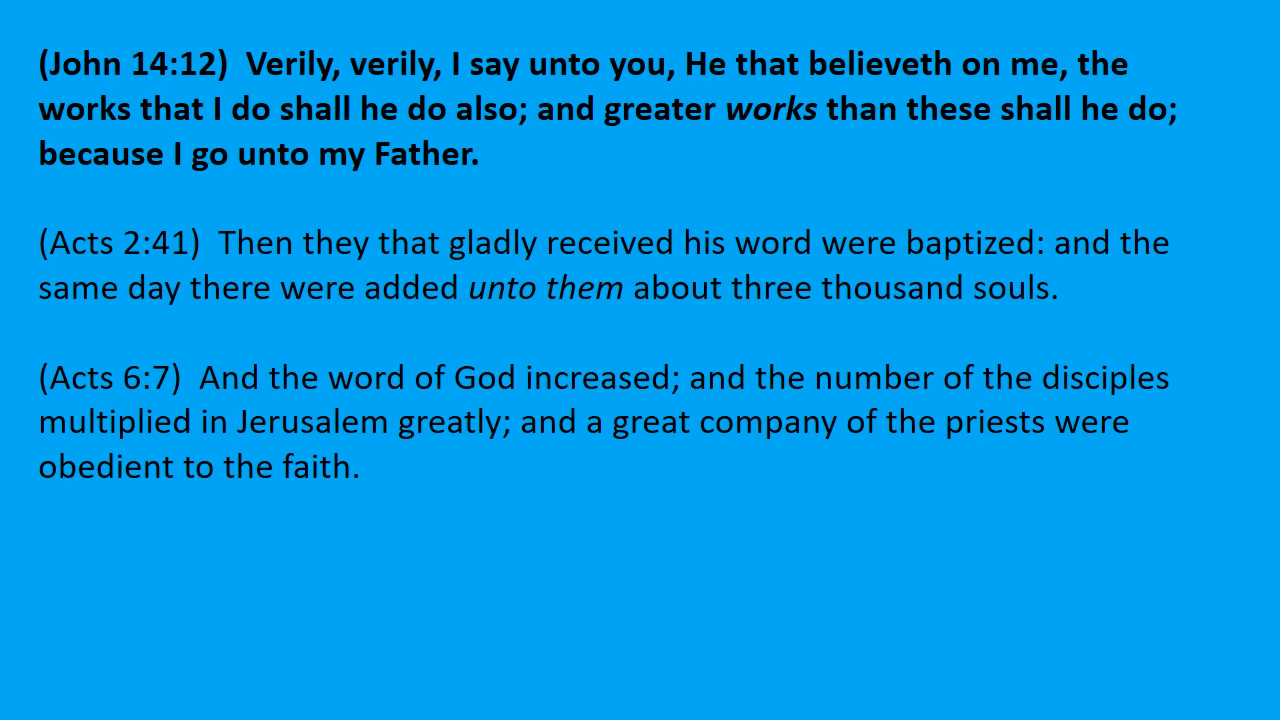 (John 14:12)  Verily, verily, I say unto you, He that believeth on me, the
works that I do shall he do also; and greater works than these shall he do;
because I go unto my Father.
(Acts 2:41)  Then they that gladly received his word were baptized: and the
same day there were added unto them about three thousand souls.
(Acts 6:7)  And the word of God increased; and the number of the disciples
multiplied in Jerusalem greatly; and a great company of the priests were
obedient to the faith.